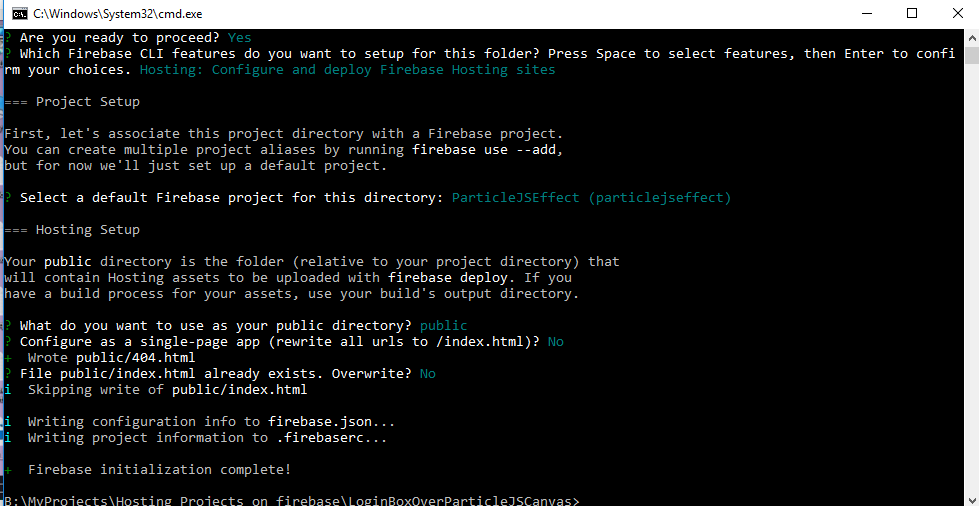 C:\Windows\System32\cmd.exe
? Are you ready to proceed? Yes
? Which Firebase CLI features do you want to setup for this folder? Press Space to select features, then Enter to confi
rm your choices. Hosting: Configure and deploy Firebase Hosting sites
=== Project Setup
First, let's associate this project directory with a Firebase project.
You can create multiple project aliases by running firebase use --add,
but for now we'll just set up a default project.
? Select a default Firebase project for this directory: ParticleJSEffect (particlejseffect)
=== Hosting Setup
Your public directory is the folder (relative to your project directory) that
will contain Hosting assets to be uploaded with firebase deploy. If you
have a build process for your assets, use your build's output directory.
? What do you want to use as your public directory? public
? Configure as a single-page app (rewrite all urls to /index.html)? No
+  Wrote public/404.html
? File public/index.html already exists. Overwrite? No
i  Skipping write of public/index.html
i  Writing configuration info to firebase.json...
i  Writing project information to .firebaserc...
+  Firebase initialization complete!
B:\MyProjects\Hosting Projects on firebase\LoginBoxOverParticleJSCanvas>